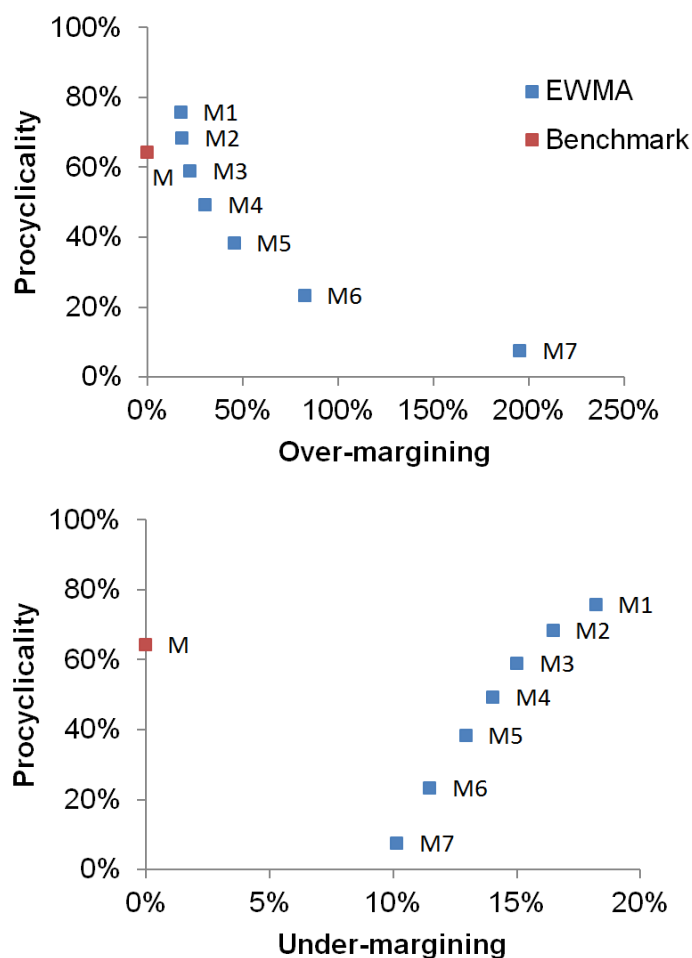 100%
80%
60%
40%
20%
0%
Procyclicality
EWMA
Benchmark
M1
M2
M
M3
M4
M5
M6
M7
0% 50% 100% 150% 200% 250%
Over-margining
100%
80%
60%
40%
20%
0%
Procyclicality
M1
M2
M
M3
M4
M5
M6
M7
0% 5% 10% 15% 20%
Under-margining